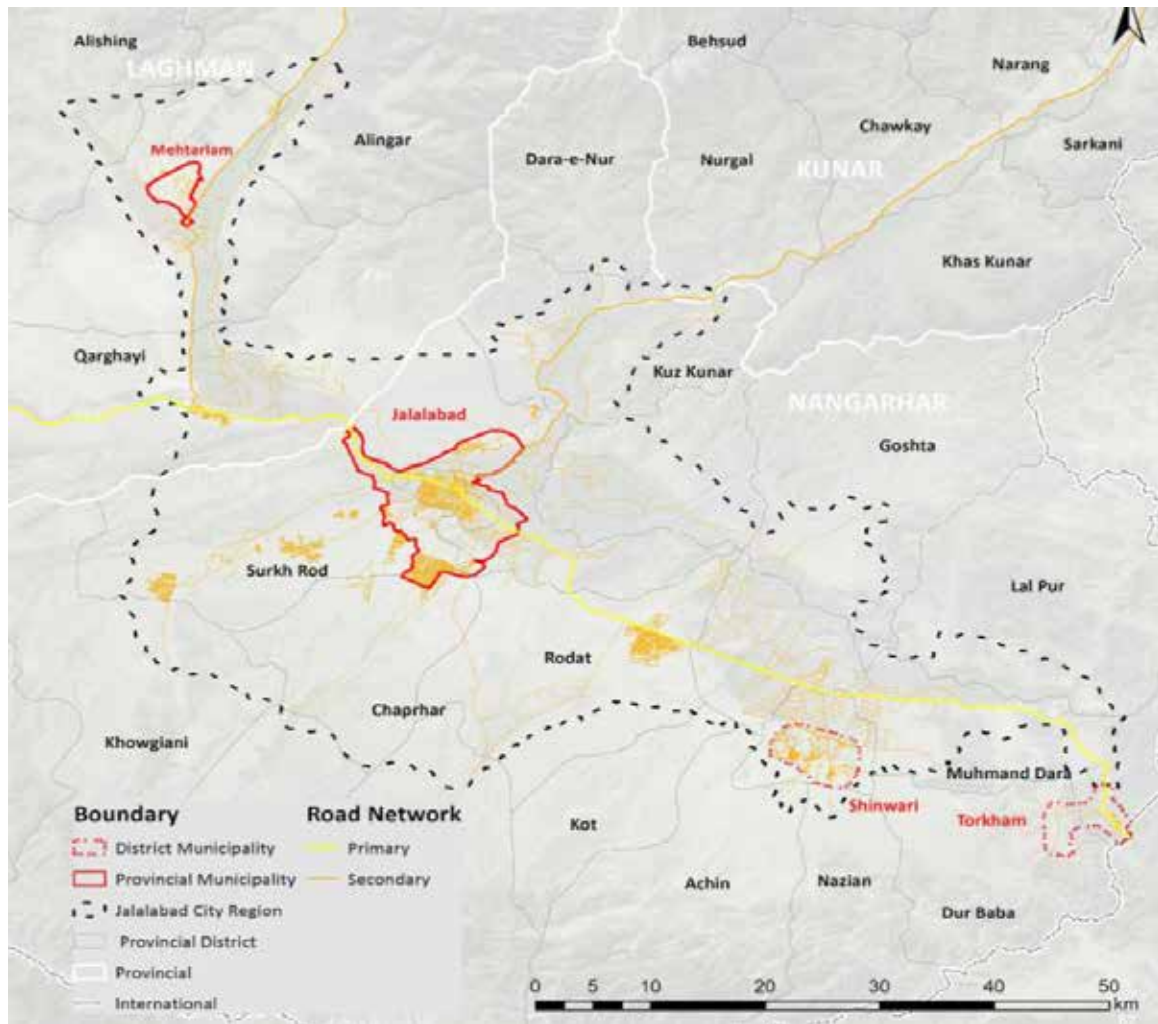 Alishing
Behsud
LAGHMAN
Narang
Chawkay
Mehtarlam
Alingar
Dara-e-Nur
Nurgal
Sarkani
KUNAR
Khas Kunar
Qarghayi
Kuz Kunar
Jalalabad
NANGARHAR
Goshta
Surkh Rod
Lal Pur
Rodat
Chaprhar
Khowgiani
Muhmand Dara
Shinwari
Torkham
Kot
Achin
Nazian
Dur Baba
Boundary
District Municipality
Provincial Municipality
Jalalabad City Region
Provincial District
Provincial
International
Road Network
Primary
Secondary
0 5 10 20 30 40 50
km